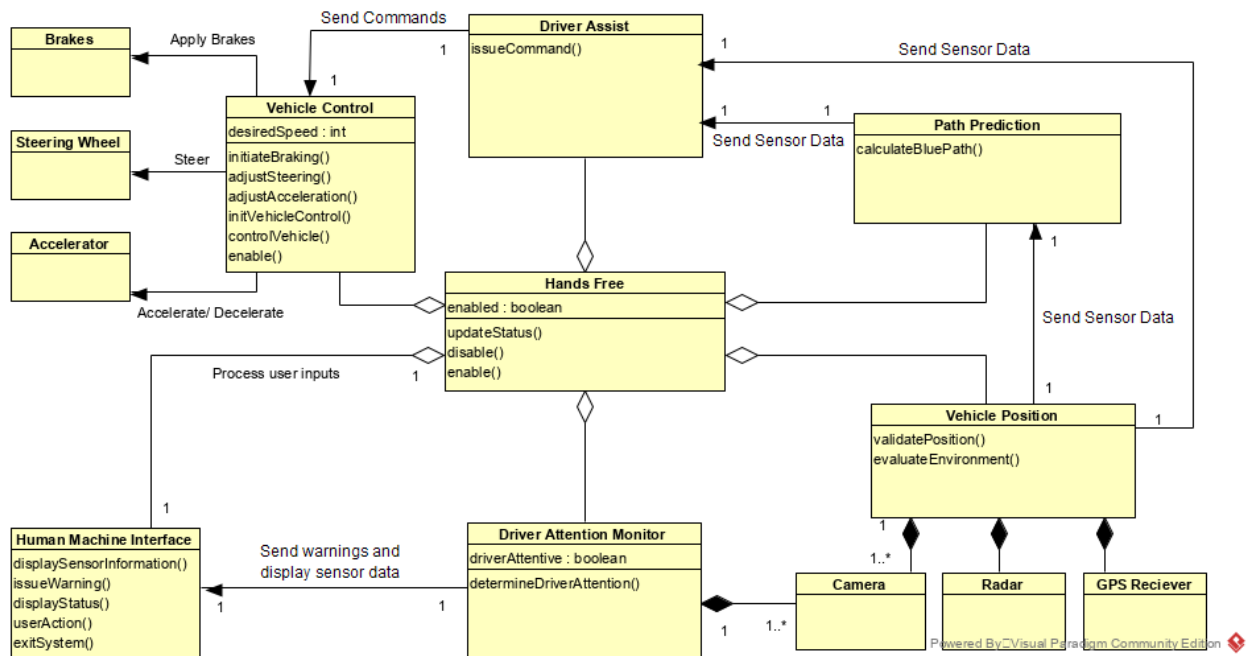 Send Commands
Driver Assist
issueCommand()
1
1
Brakes
Apply Brakes
1
Send Sensor Data
Vehicle Control
desiredSpeed : int
initiateBraking()
adjustSteering()
adjustAcceleration()
initVehicleControl()
controlVehicle()
enable()
1
1
Send Sensor Data
Path Prediction
calculateBluePath()
Steering Wheel
Steer
Accelerator
Accelerate/ Decelerate
1
Send Sensor Data
1
1
Hands Free
enabled : boolean
updateStatus()
disable()
enable()
Process user inputs
1
1
Vehicle Position
validatePosition()
evaluateEnvironment()
Human Machine Interface
displaySensorInformation()
issueWarning()
displayStatus()
userAction()
exitSystem()
Send warnings and
display sensor data
1
1
Driver Attention Monitor
driverAttentive : boolean
determineDriverAttention()
1
1..*
1
1..*
Camera
Radar
GPS Reciever
Powered By Visual Paradigm Community Edition